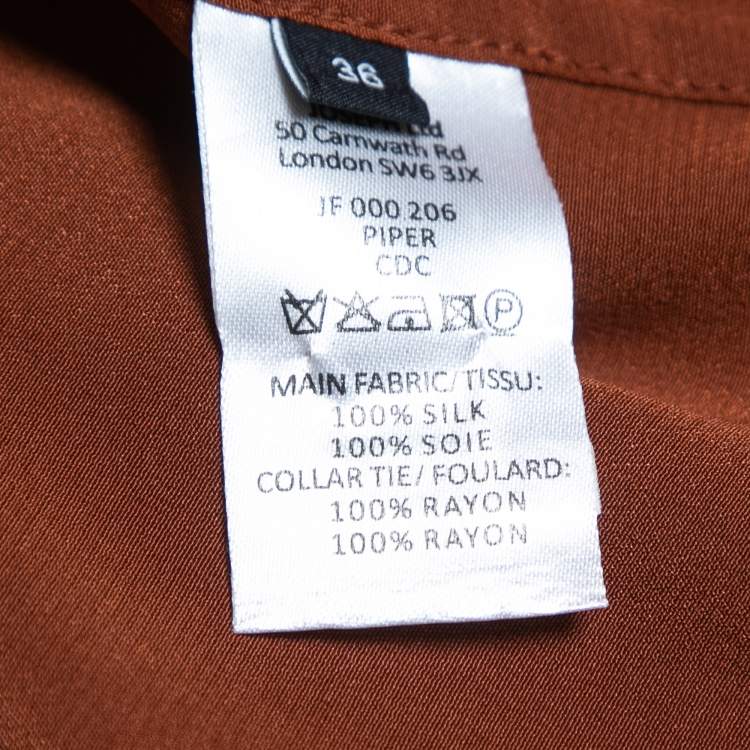 36
Ltd
50 Carnwath Rd
London SW6 3JX
JF 000 206
PIPER
CDC
P
MAIN FABRIC/TISSU:
100% SILK
100% SOIE
COLLAR TIE/ FOULARD:
100% RAYON
100% RAYON